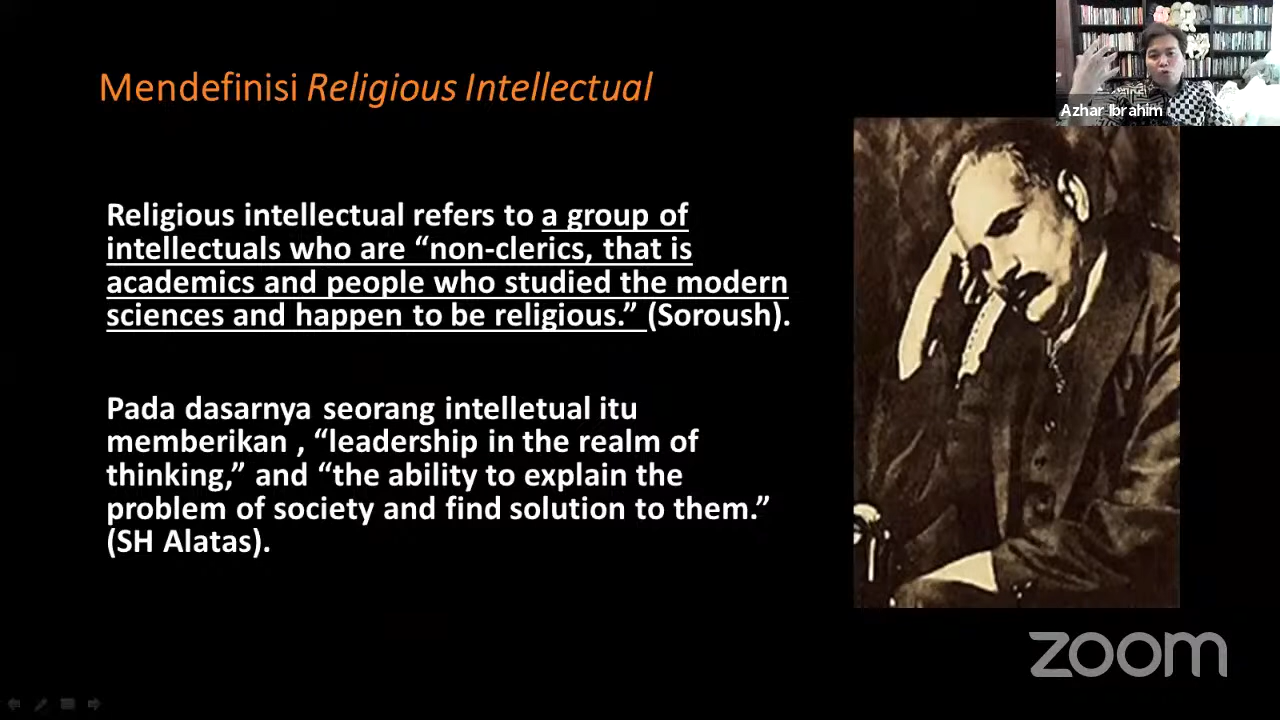 Mendefinisi Religious Intellectual
Azhar Ibrahim
Religious intellectual refers to a group of
intellectuals who are “non-clerics, that is
academics and people who studied the modern
sciences and happen to be religious.” (Soroush).
Pada dasarnya seorang intelletual itu
memberikan , “leadership in the realm of
thinking,” and “the ability to explain the
problem of society and find solution to them.”
(SH Alatas).
zoom